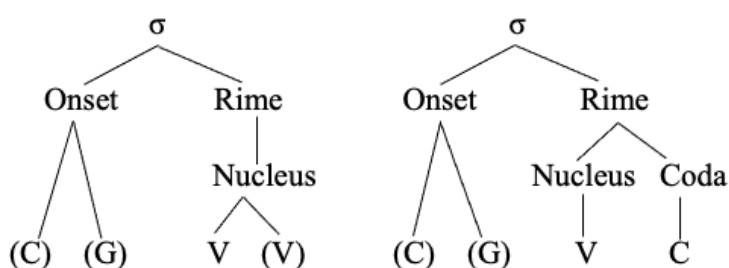 σ σ
Onset Rime Onset Rime
Nucleus Nucleus Coda
(C) (G) V (V) (C) (G) V C